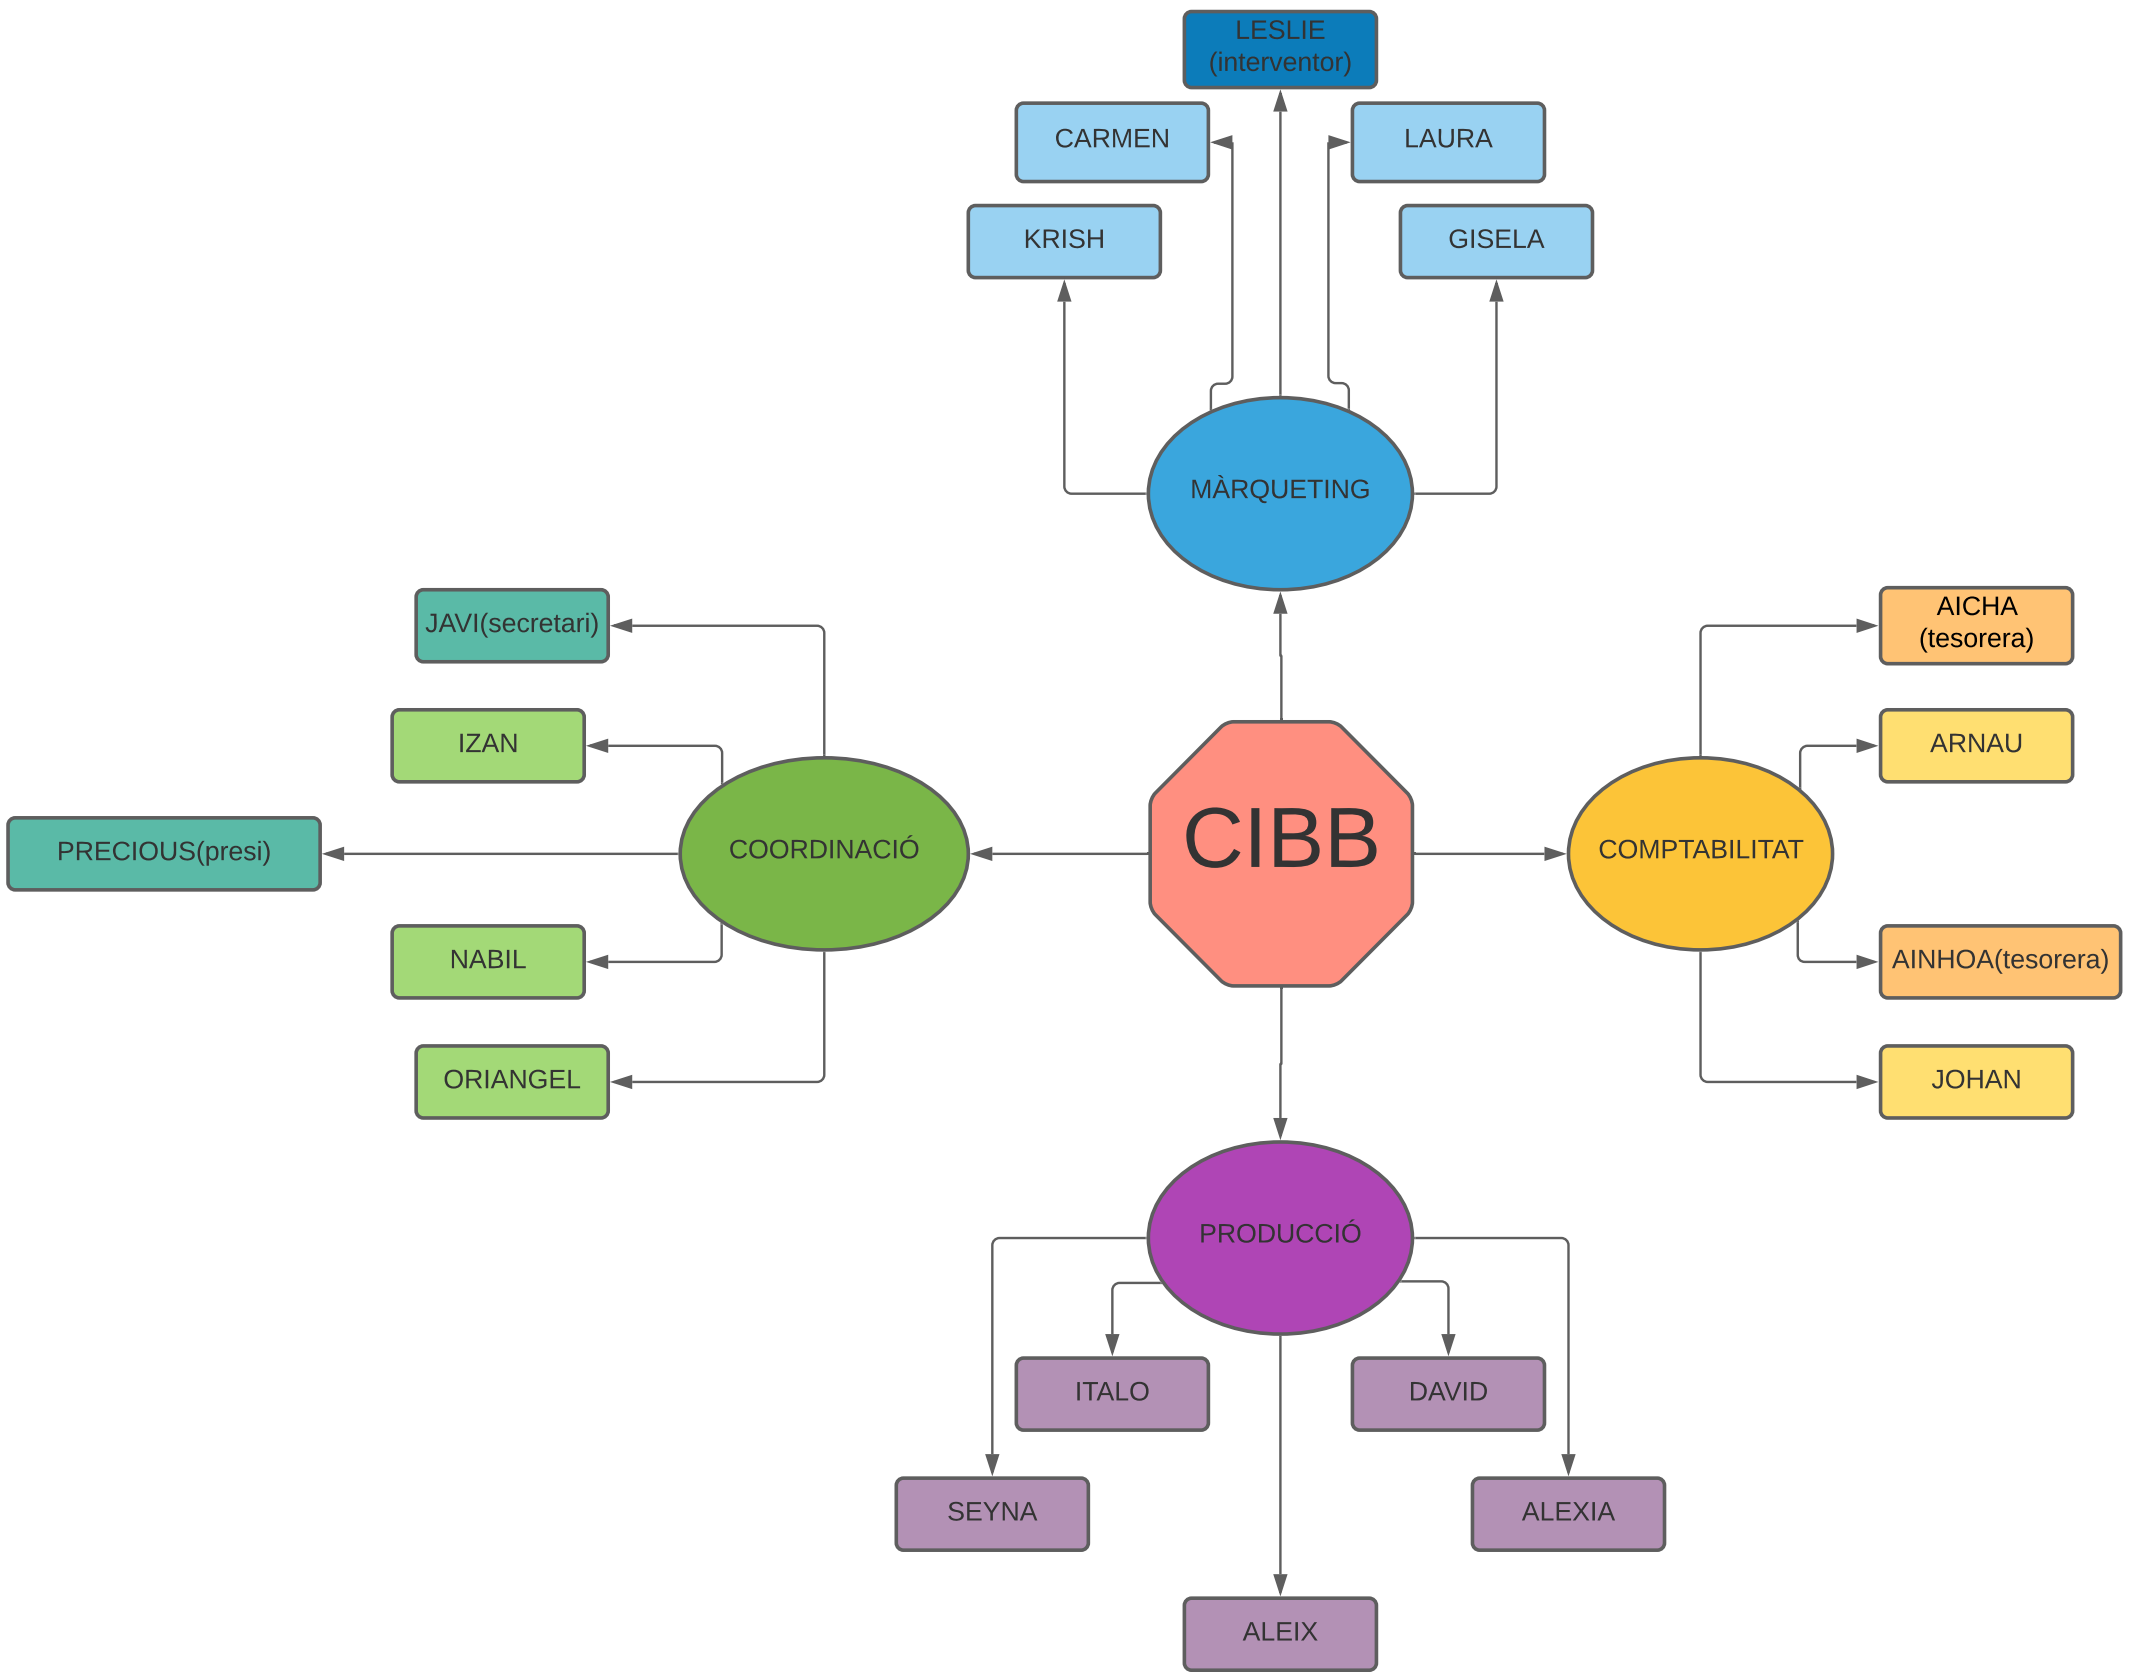 LESLIE
(interventor)
CARMEN
LAURA
KRISH
GISELA
MÀRQUETING
JAVI(secretari)
AICHA
(tesorera)
IZAN
ARNAU
PRECIOUS(presi)
COORDINACIÓ
CIBB
COMPTABILITAT
NABIL
AINHOA(tesorera)
ORIANGEL
JOHAN
PRODUCCIÓ
ITALO
DAVID
SEYNA
ALEXIA
ALEIX